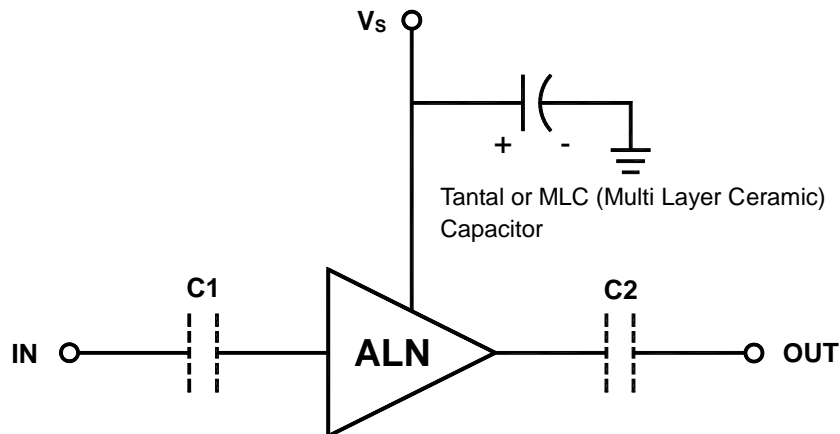 Vs
+ -
Tantal or MLC (Multi Layer Ceramic)
Capacitor
C1
C2
IN
ALN
OUT